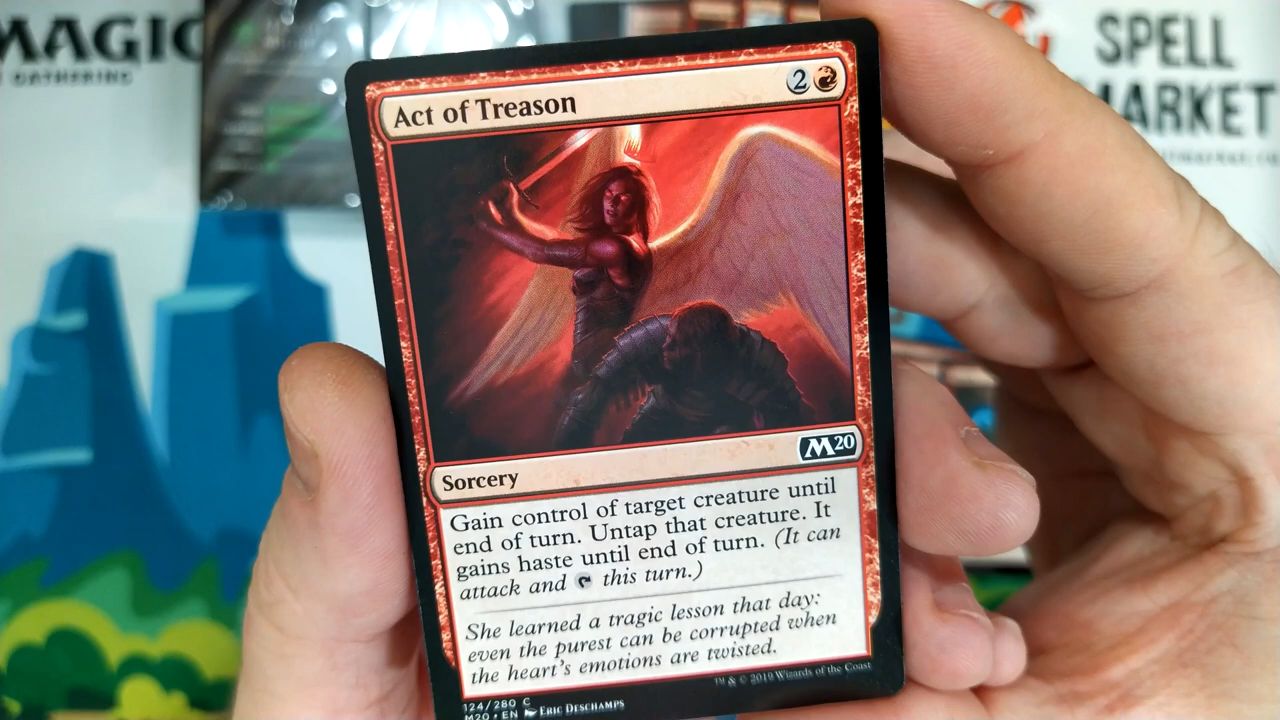 MAGIC
GATHERING
SPELL
MARKET
Act of Treason
2
M20
Sorcery
Gain control of target creature until
end of turn. Untap that creature. It
gains haste until end of turn. (It can
attack and this turn.)
She learned a tragic lesson that day:
even the purest can be corrupted when
the heart's emotions are twisted.
™ & © 2019 Wizards of the Coast
124/280 C
M20 • EN Eric Deschamps